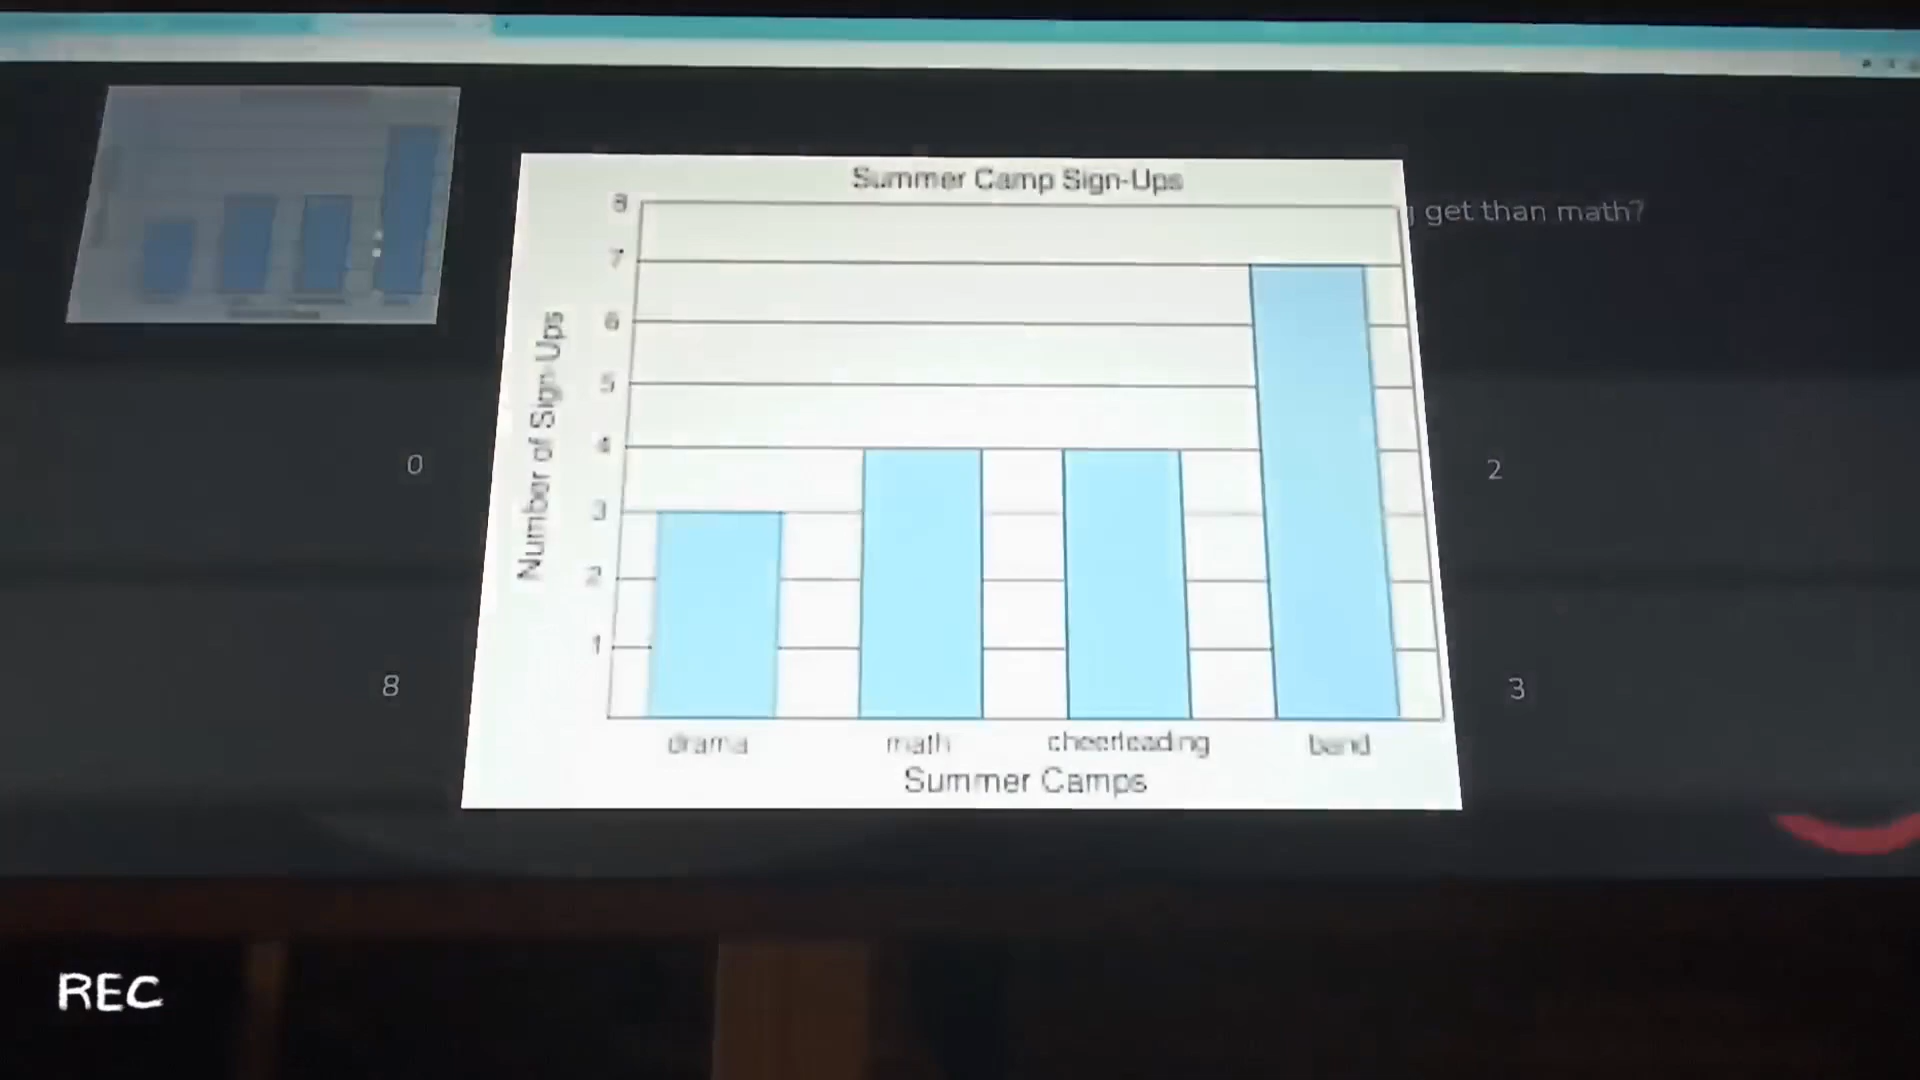 Summer Camp Sign-Ups
get than math?
8
7
6
5
4
3
2
1
Number of Sign-Ups
drama math cheerleading band
Summer Camps
0
2
8
3
REC